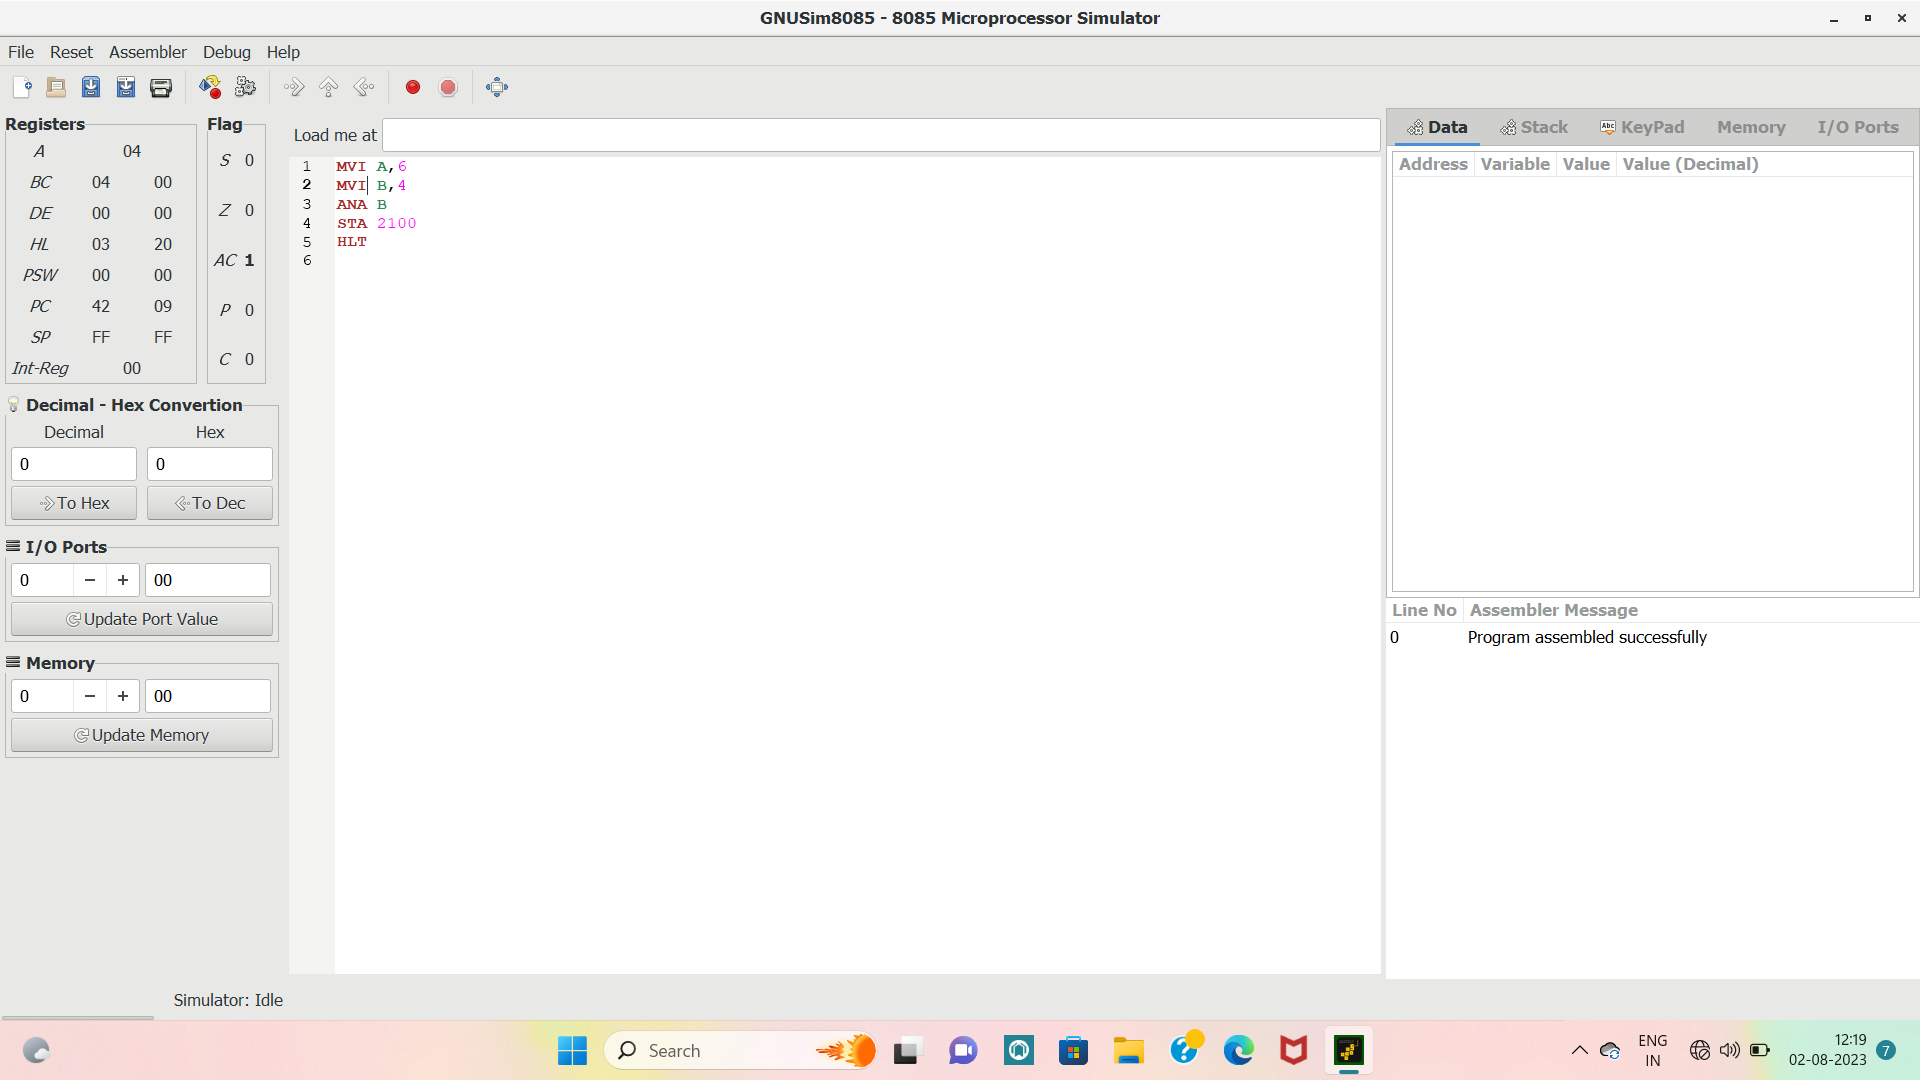 GNUSim8085 - 8085 Microprocessor Simulator
File Reset Assembler Debug Help
Registers
A 04
BC 04 00
DE 00 00
HL 03 20
PSW 00 00
PC 42 09
SP FF FF
Int-Reg 00
Flag
S 0
Z 0
AC 1
P 0
C 0
Decimal - Hex Convertion
Decimal Hex
0 0
To Hex To Dec
I/O Ports
0 − + 00
Update Port Value
Memory
0 − + 00
Update Memory
Load me at
1 MVI A,6
2 MVI B,4
3 ANA B
4 STA 2100
5 HLT
6
Data Stack Abc KeyPad Memory I/O Ports
Address Variable Value Value (Decimal)
Line No Assembler Message
0 Program assembled successfully
Simulator: Idle
Search
ENG
IN
12:19
02-08-2023
7